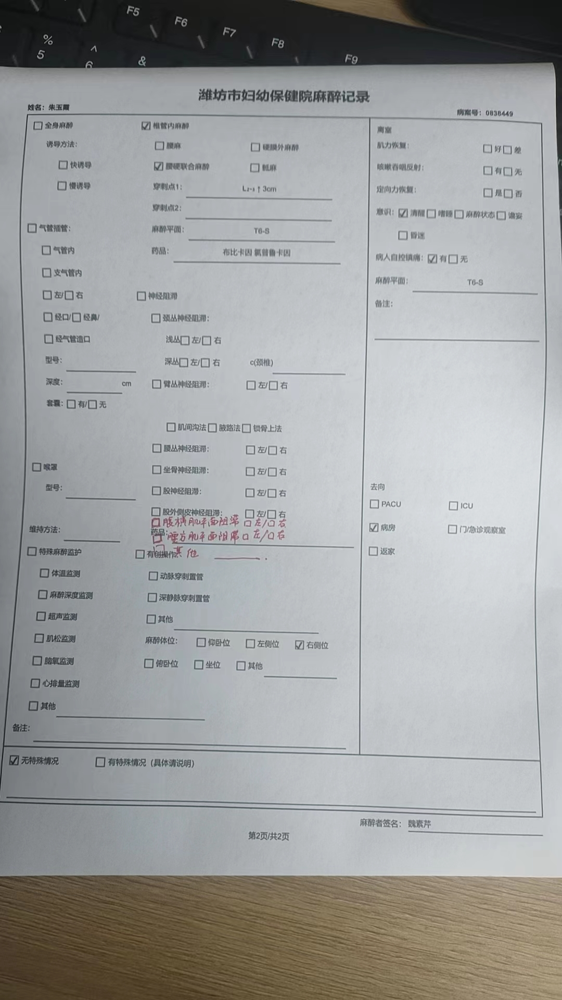 F5
F6
F7
F8
F9
%
5
^
6
&
潍坊市妇幼保健院麻醉记录
姓名：朱玉霞
病案号：0838449
☐全身麻醉
☑椎管内麻醉
诱导方法：
☐腰麻
☐硬膜外麻醉
☐快诱导
☑腰硬联合麻醉
☐骶麻
☐慢诱导
穿刺点1：
L₂₋₃↑3cm
穿刺点2：
☐气管插管：
麻醉平面：
T6-S
☐气管内
药品：
布比卡因 氯普鲁卡因
☐支气管内
☐左/☐右
☐神经阻滞
☐经口/☐经鼻/
☐颈丛神经阻滞：
☐经气管造口
浅丛☐左/☐右
型号：
深丛☐左/☐右
c(颈椎)
深度：
cm
☐臂丛神经阻滞：
☐左/☐右
套囊：☐有/☐无
☐肌间沟法☐腋路法☐锁骨上法
☐腰丛神经阻滞：
☐左/☐右
☐喉罩
☐坐骨神经阻滞：
☐左/☐右
型号：
☐股神经阻滞：
☐左/☐右
☐股外侧皮神经阻滞：
☐左/☐右
☐腹横肌平面阻滞 ☐左/☐右
维持方法：
药品：
☐腰方肌平面阻滞☐左/☐右
☐特殊麻醉监护
☐有创操作
☐其他
☐体温监测
☐动脉穿刺置管
☐麻醉深度监测
☐深静脉穿刺置管
☐超声监测
☐其他
☐肌松监测
麻醉体位：
☐仰卧位
☐左侧位
☑右侧位
☐脑氧监测
☐俯卧位
☐坐位
☐其他
☐心排量监测
☐其他
备注：
离室
肌力恢复：
☐好☐差
咳嗽吞咽反射：
☐有☐无
定向力恢复：
☐是☐否
意识：☑清醒☐嗜睡☐麻醉状态☐谵妄
☐昏迷
病人自控镇痛：☑有☐无
麻醉平面：
T6-S
备注：
去向
☐PACU
☐ICU
☑病房
☐门/急诊观察室
☐返家
☑无特殊情况
☐有特殊情况（具体请说明）
麻醉者签名：
魏素芹
第2页/共2页